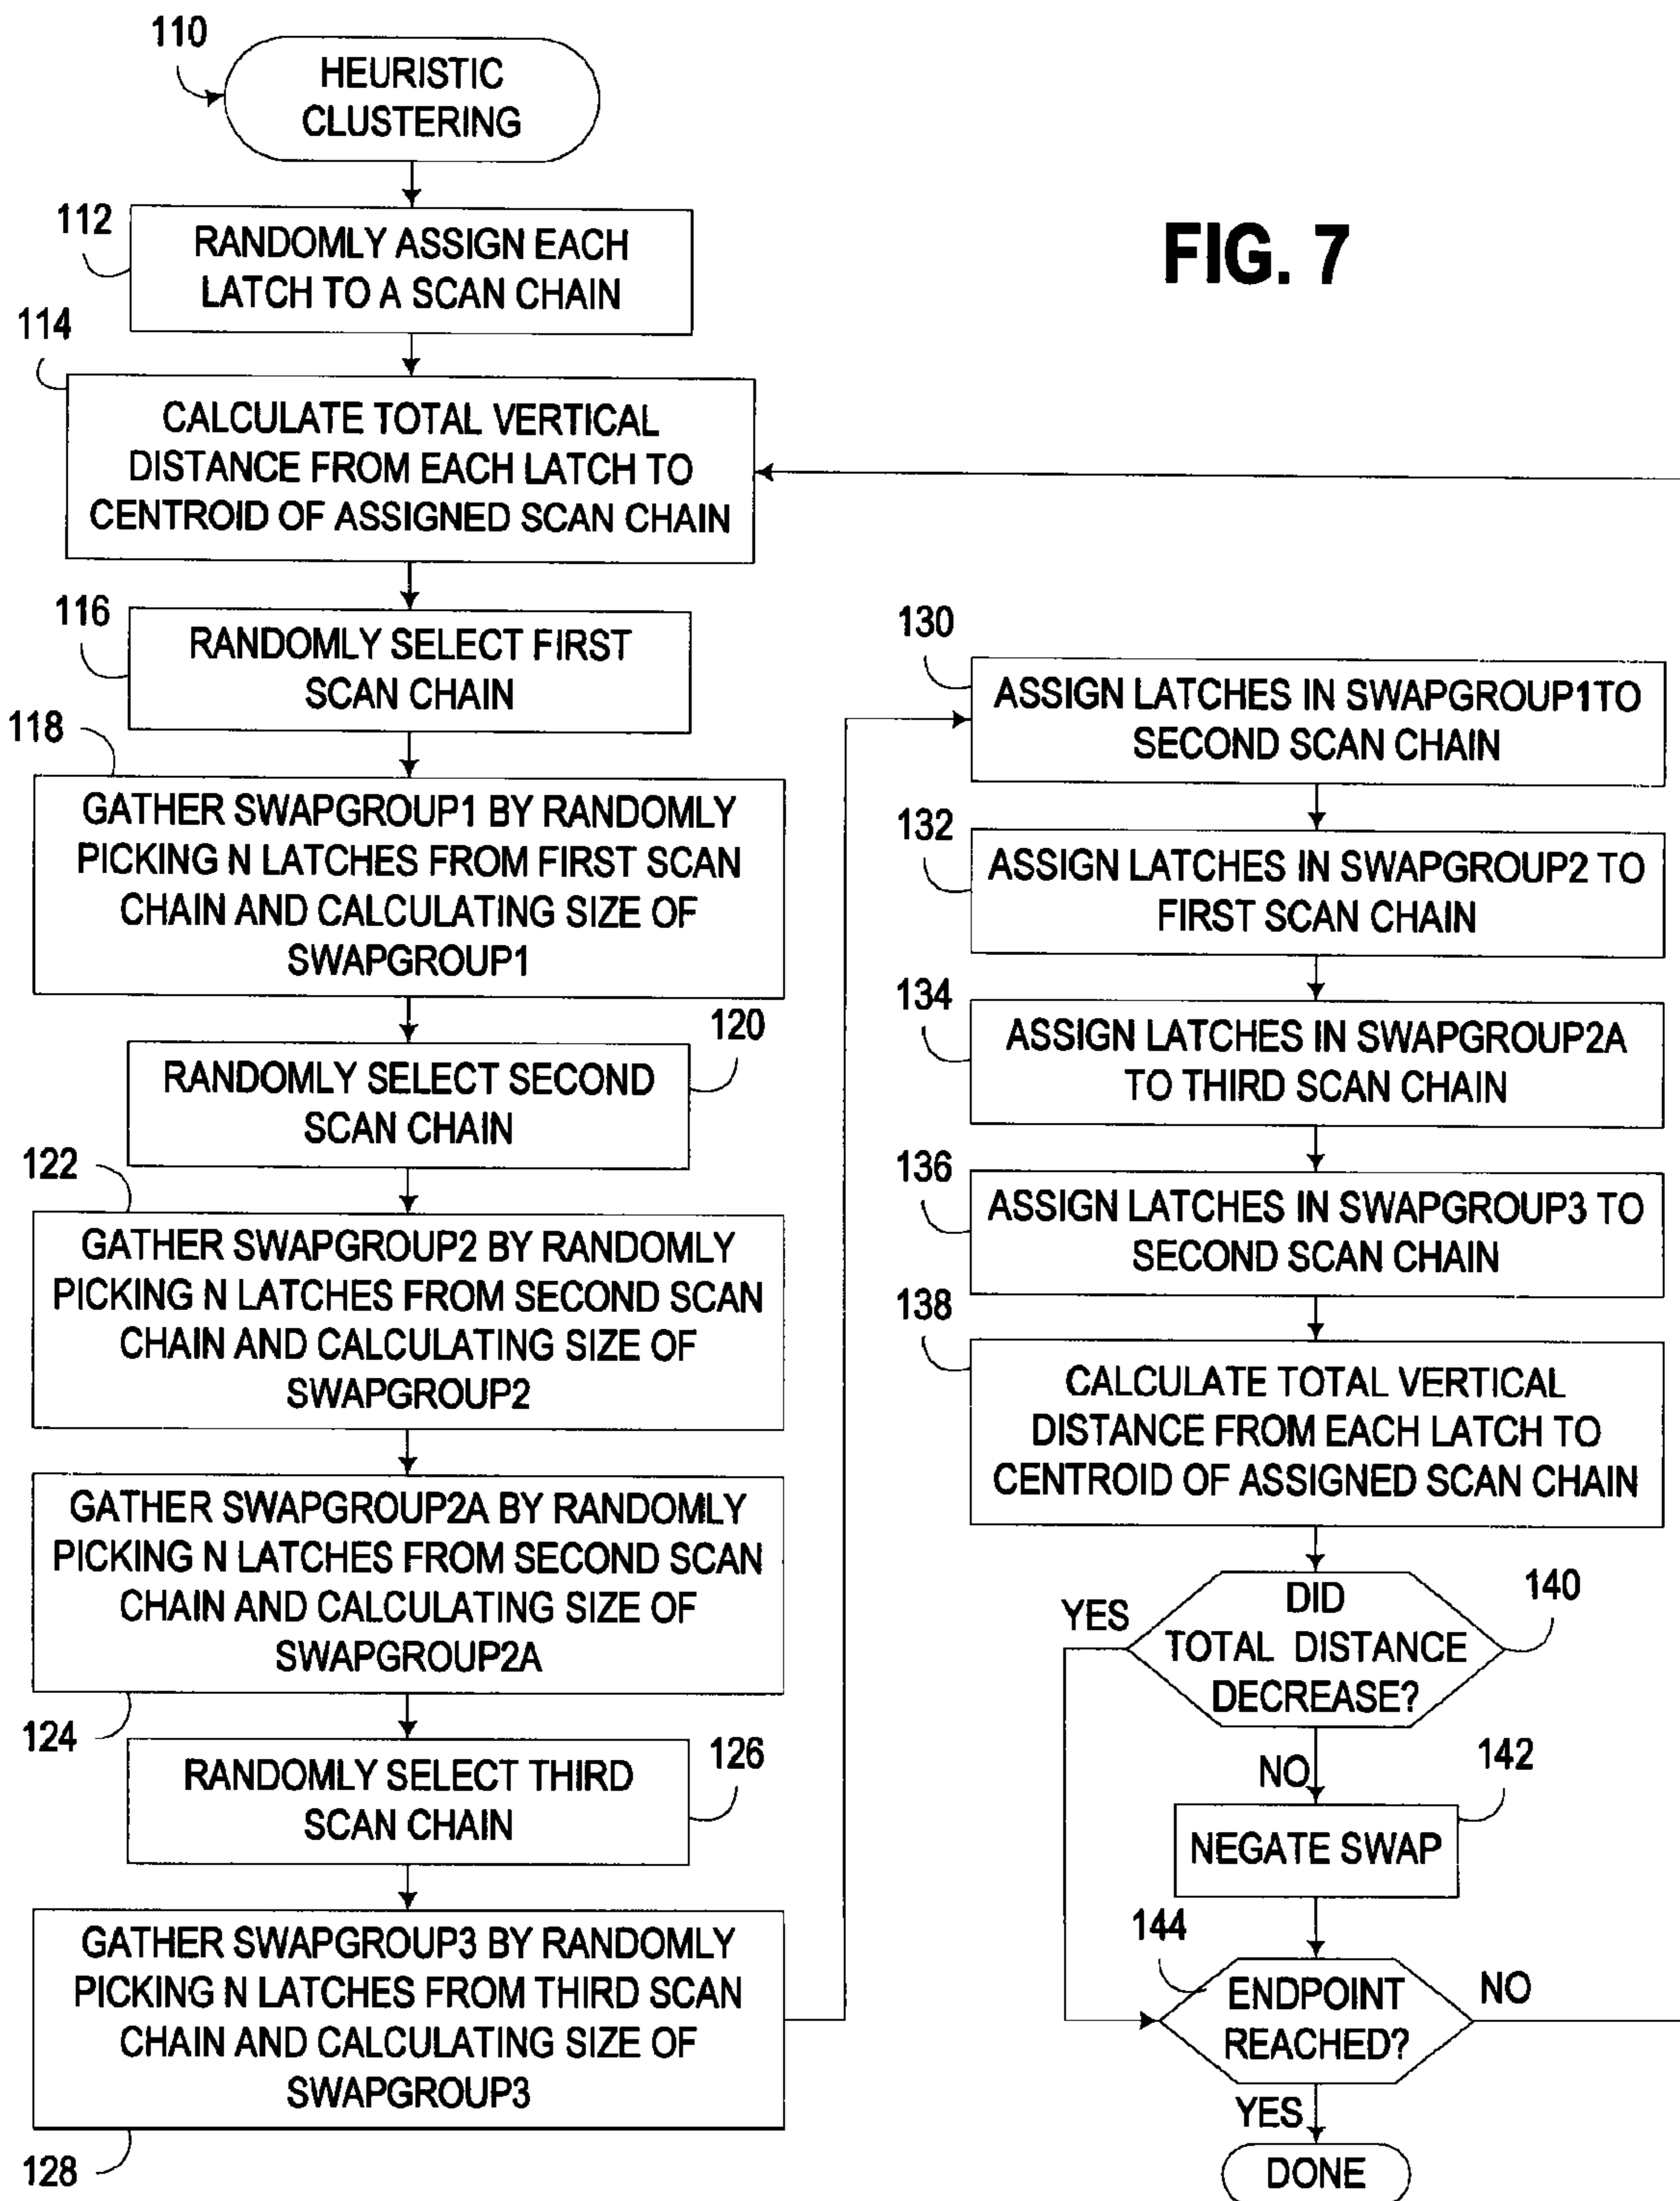 110
HEURISTIC
CLUSTERING
112
RANDOMLY ASSIGN EACH
LATCH TO A SCAN CHAIN
FIG. 7
114
CALCULATE TOTAL VERTICAL
DISTANCE FROM EACH LATCH TO
CENTROID OF ASSIGNED SCAN CHAIN
116
RANDOMLY SELECT FIRST
SCAN CHAIN
118
GATHER SWAPGROUP1 BY RANDOMLY
PICKING N LATCHES FROM FIRST SCAN
CHAIN AND CALCULATING SIZE OF
SWAPGROUP1
120
RANDOMLY SELECT SECOND
SCAN CHAIN
122
GATHER SWAPGROUP2 BY RANDOMLY
PICKING N LATCHES FROM SECOND SCAN
CHAIN AND CALCULATING SIZE OF
SWAPGROUP2
GATHER SWAPGROUP2A BY RANDOMLY
PICKING N LATCHES FROM SECOND SCAN
CHAIN AND CALCULATING SIZE OF
SWAPGROUP2A
124
126
RANDOMLY SELECT THIRD
SCAN CHAIN
GATHER SWAPGROUP3 BY RANDOMLY
PICKING N LATCHES FROM THIRD SCAN
CHAIN AND CALCULATING SIZE OF
SWAPGROUP3
128
130
ASSIGN LATCHES IN SWAPGROUP1TO
SECOND SCAN CHAIN
132
ASSIGN LATCHES IN SWAPGROUP2 TO
FIRST SCAN CHAIN
134
ASSIGN LATCHES IN SWAPGROUP2A
TO THIRD SCAN CHAIN
136
ASSIGN LATCHES IN SWAPGROUP3 TO
SECOND SCAN CHAIN
138
CALCULATE TOTAL VERTICAL
DISTANCE FROM EACH LATCH TO
CENTROID OF ASSIGNED SCAN CHAIN
140
YES
DID
TOTAL DISTANCE
DECREASE?
NO
142
NEGATE SWAP
144
ENDPOINT
REACHED?
NO
YES
DONE